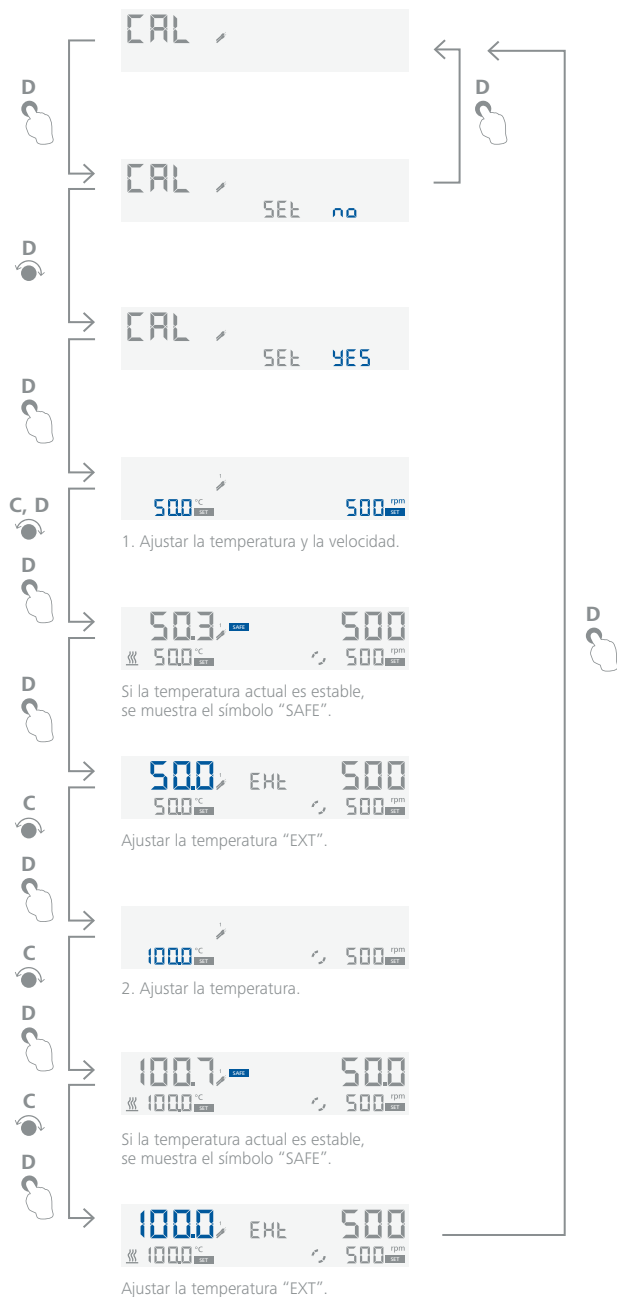 CAL
D
D
CAL
SET no
D
CAL
SET YES
D
50.0 °C SET 500 rpm SET
C, D
1. Ajustar la temperatura y la velocidad.
D
50.3 SAFE 500
D
50.0 SET 500 rpm SET
Si la temperatura actual es estable,
se muestra el símbolo “SAFE”.
D
50.0 EXT 500
50.0 °C SET 500 rpm SET
C
Ajustar la temperatura “EXT”.
D
100.0 °C SET 500 rpm SET
C
2. Ajustar la temperatura.
D
100.7 SAFE 50.0
100.0 °C SET 500 rpm SET
C
Si la temperatura actual es estable,
se muestra el símbolo “SAFE”.
D
100.0 EXT 500
100.0 °C SET 500 rpm SET
Ajustar la temperatura “EXT”.